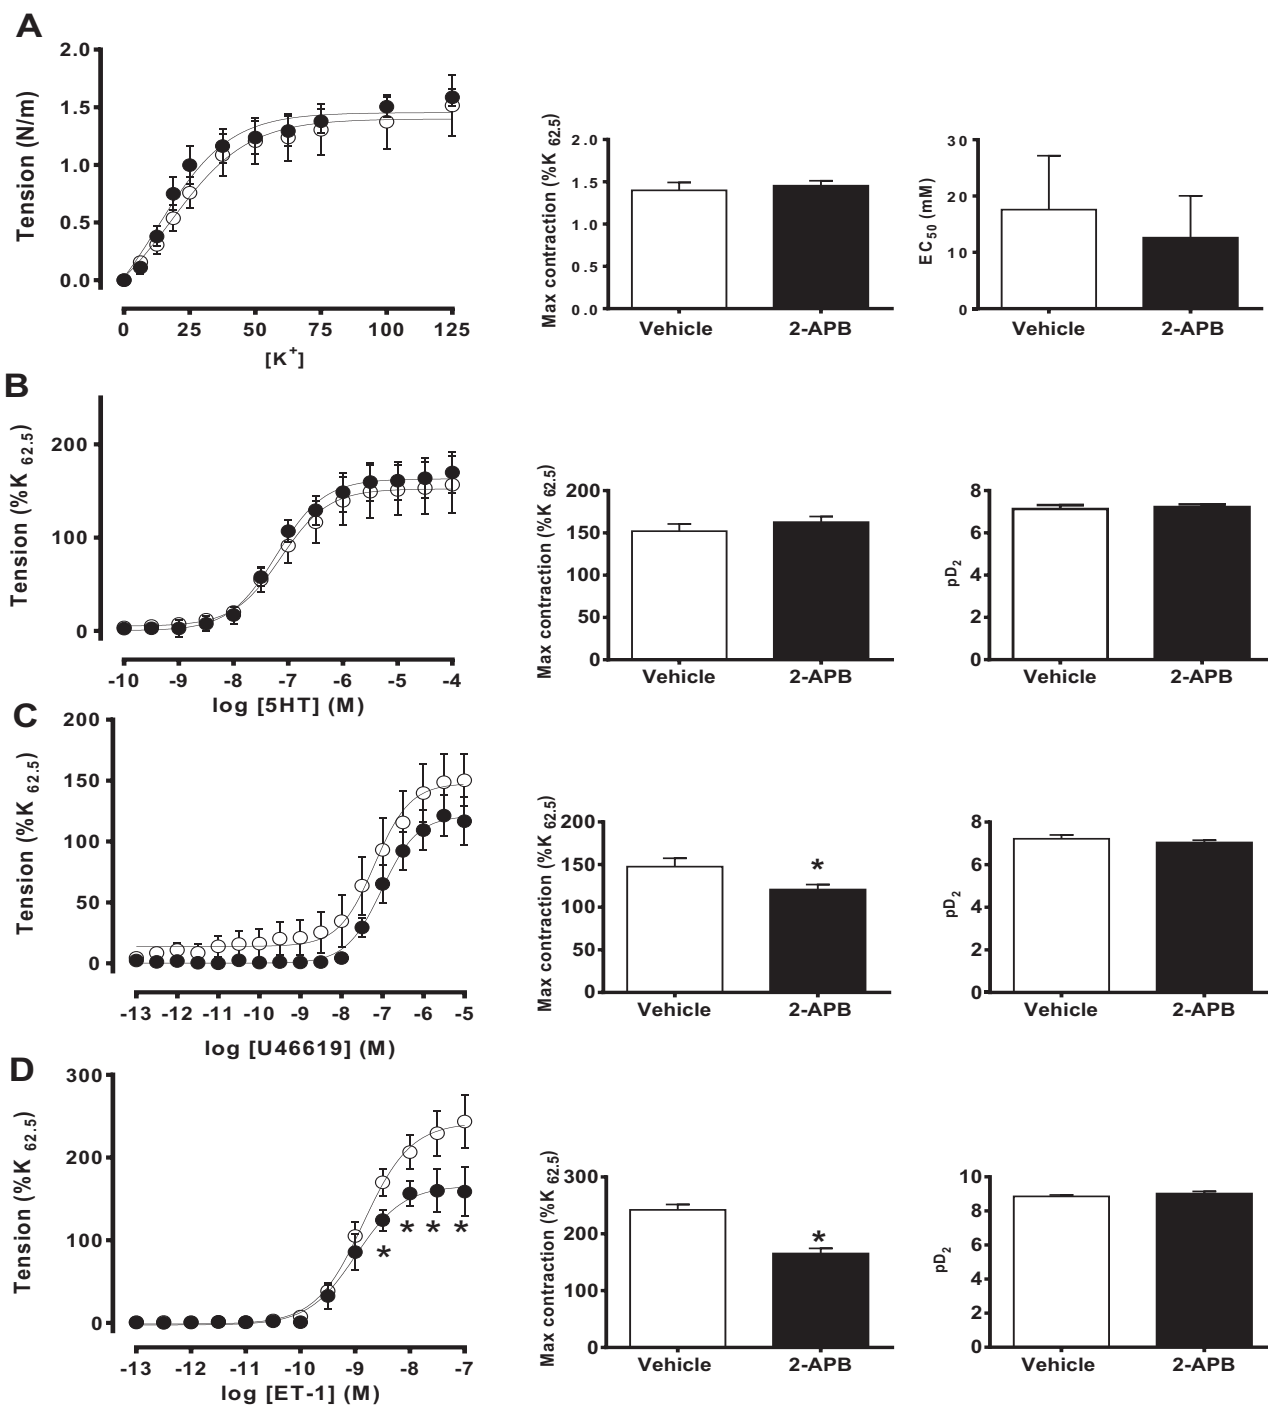 A
Tension (N/m)
2.0
1.5
1.0
0.5
0.0
0 25 50 75 100 125
[K+]
Max contraction (%K 62.5)
2.0
1.5
1.0
0.5
0.0
Vehicle 2-APB
EC50 (mM)
30
20
10
0
Vehicle 2-APB
B
Tension (%K 62.5)
200
100
0
-10 -9 -8 -7 -6 -5 -4
log [5HT] (M)
Max contraction (%K 62.5)
200
150
100
50
0
Vehicle 2-APB
pD2
8
6
4
2
0
Vehicle 2-APB
C
Tension (%K 62.5)
200
150
100
50
0
-13 -12 -11 -10 -9 -8 -7 -6 -5
log [U46619] (M)
Max contraction (%K 62.5)
200
150
100
50
0
*
Vehicle 2-APB
pD2
8
6
4
2
0
Vehicle 2-APB
D
Tension (%K 62.5)
300
200
100
0
* * * *
-13 -12 -11 -10 -9 -8 -7
log [ET-1] (M)
Max contraction (%K 62.5)
300
200
100
0
*
Vehicle 2-APB
pD2
10
8
6
4
2
0
Vehicle 2-APB